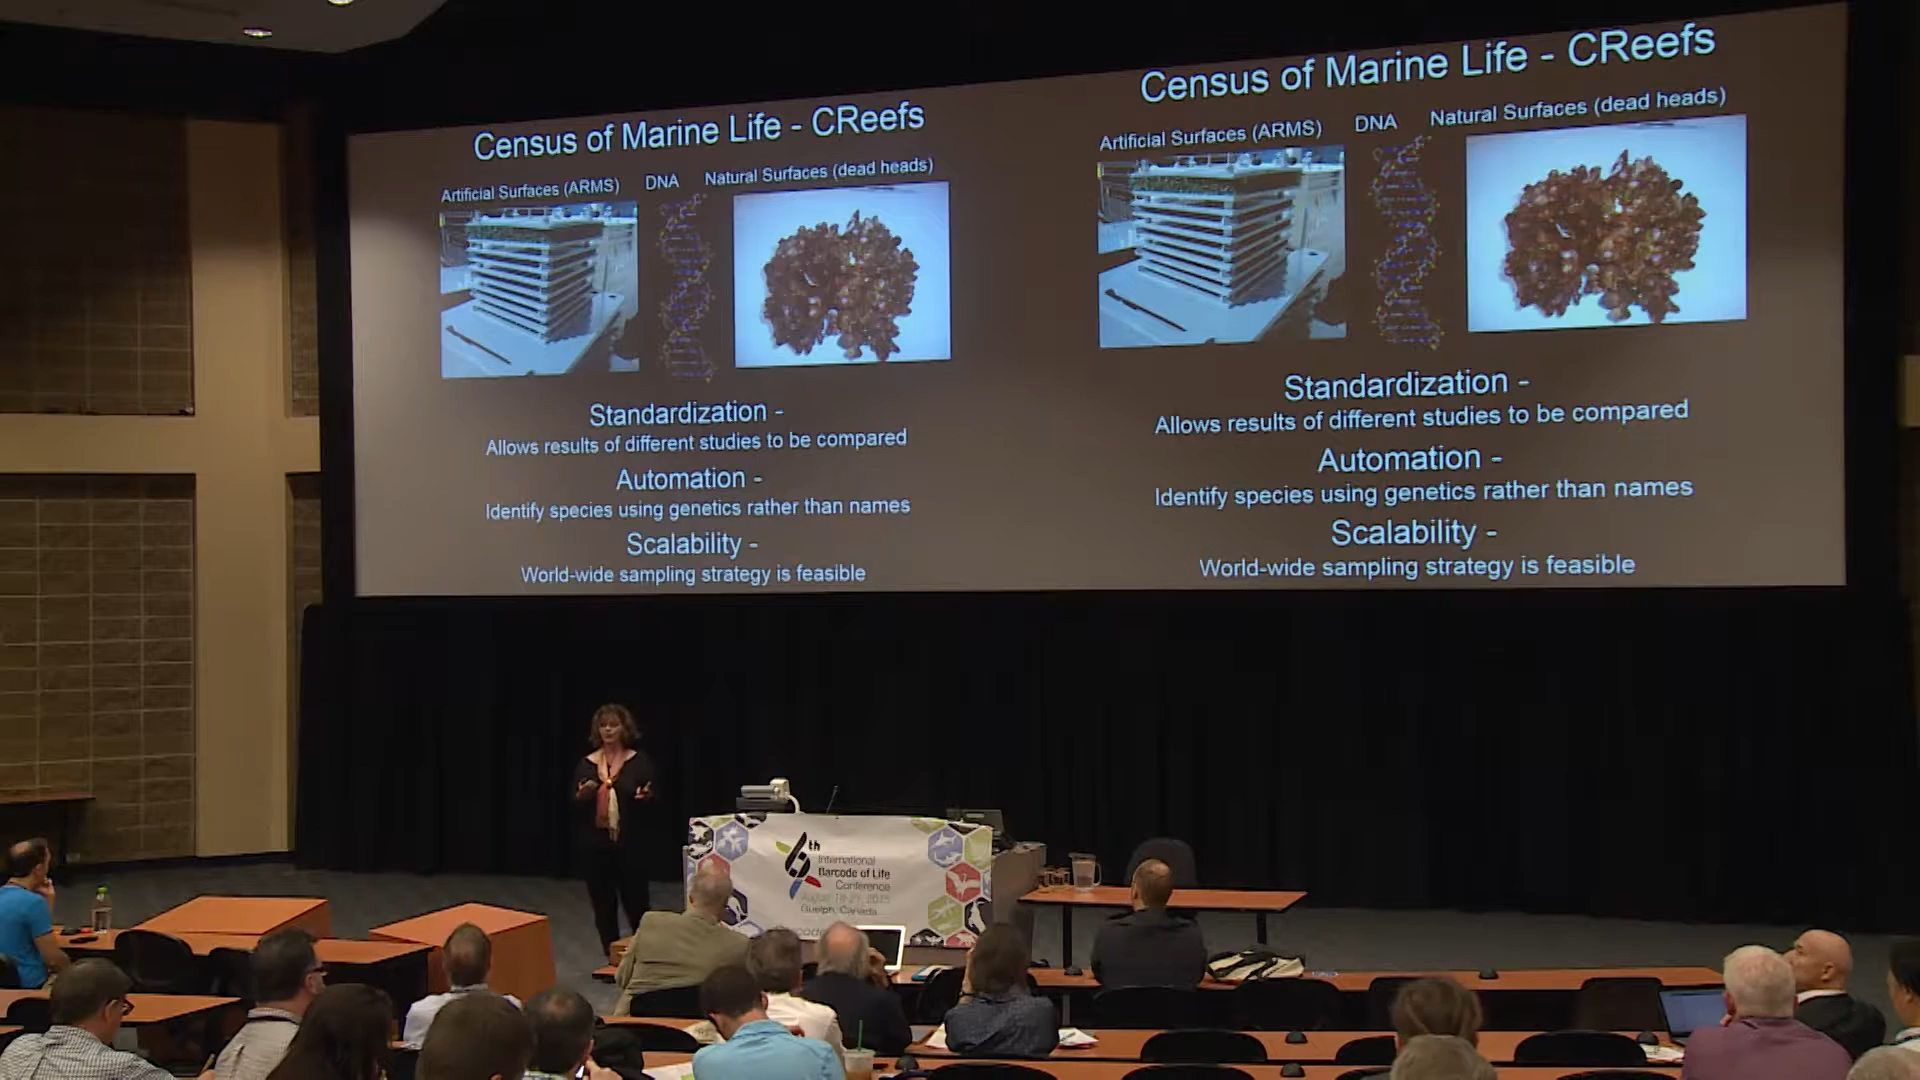 Census of Marine Life - CReefs
Artificial Surfaces (ARMS) DNA Natural Surfaces (dead heads)
Standardization -
Allows results of different studies to be compared
Automation -
Identify species using genetics rather than names
Scalability -
World-wide sampling strategy is feasible
Census of Marine Life - CReefs
Artificial Surfaces (ARMS) DNA Natural Surfaces (dead heads)
Standardization -
Allows results of different studies to be compared
Automation -
Identify species using genetics rather than names
Scalability -
World-wide sampling strategy is feasible
6th
International
Barcode of Life
Conference
Guelph, Canada